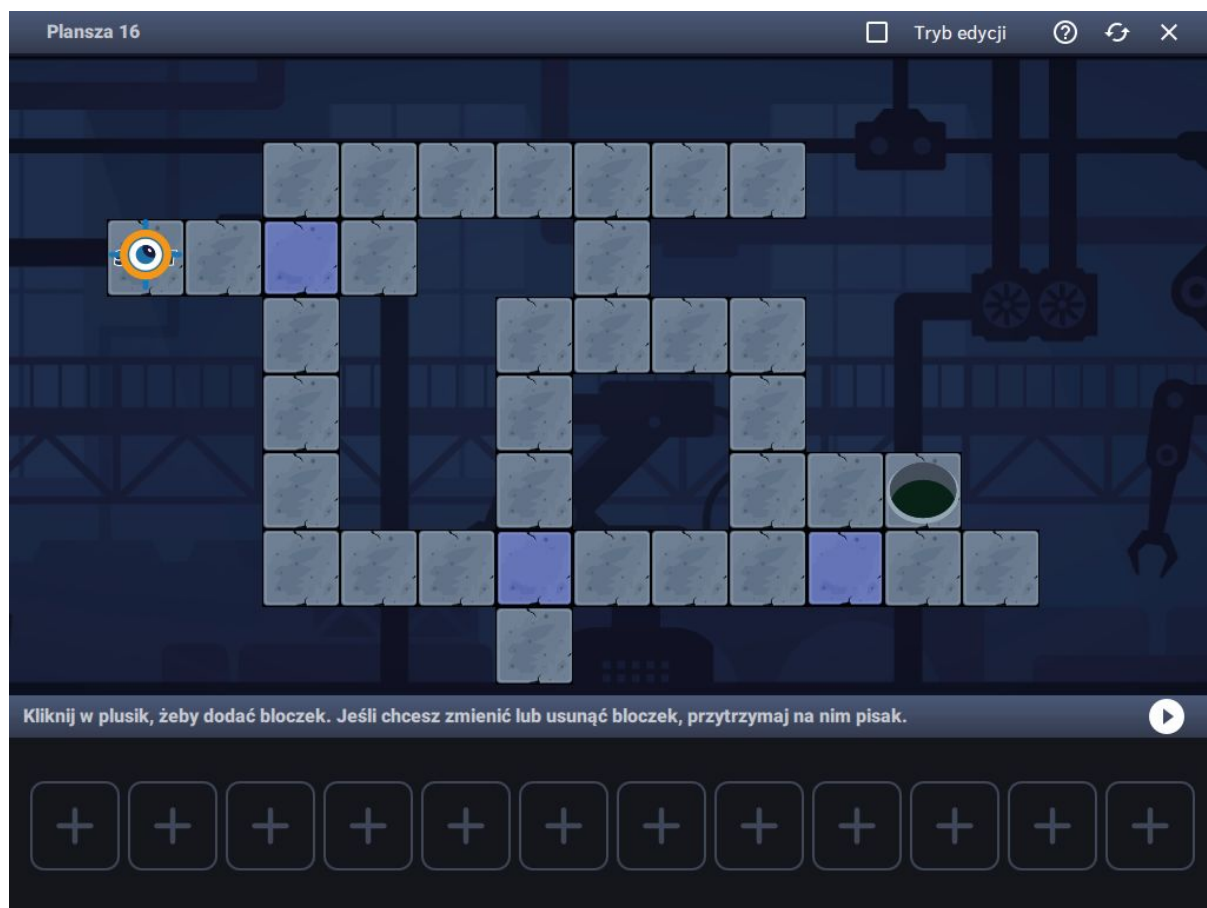 Plansza 16
Tryb edycji
Kliknij w plusik, żeby dodać bloczek. Jeśli chcesz zmienić lub usunąć bloczek, przytrzymaj na nim pisak.